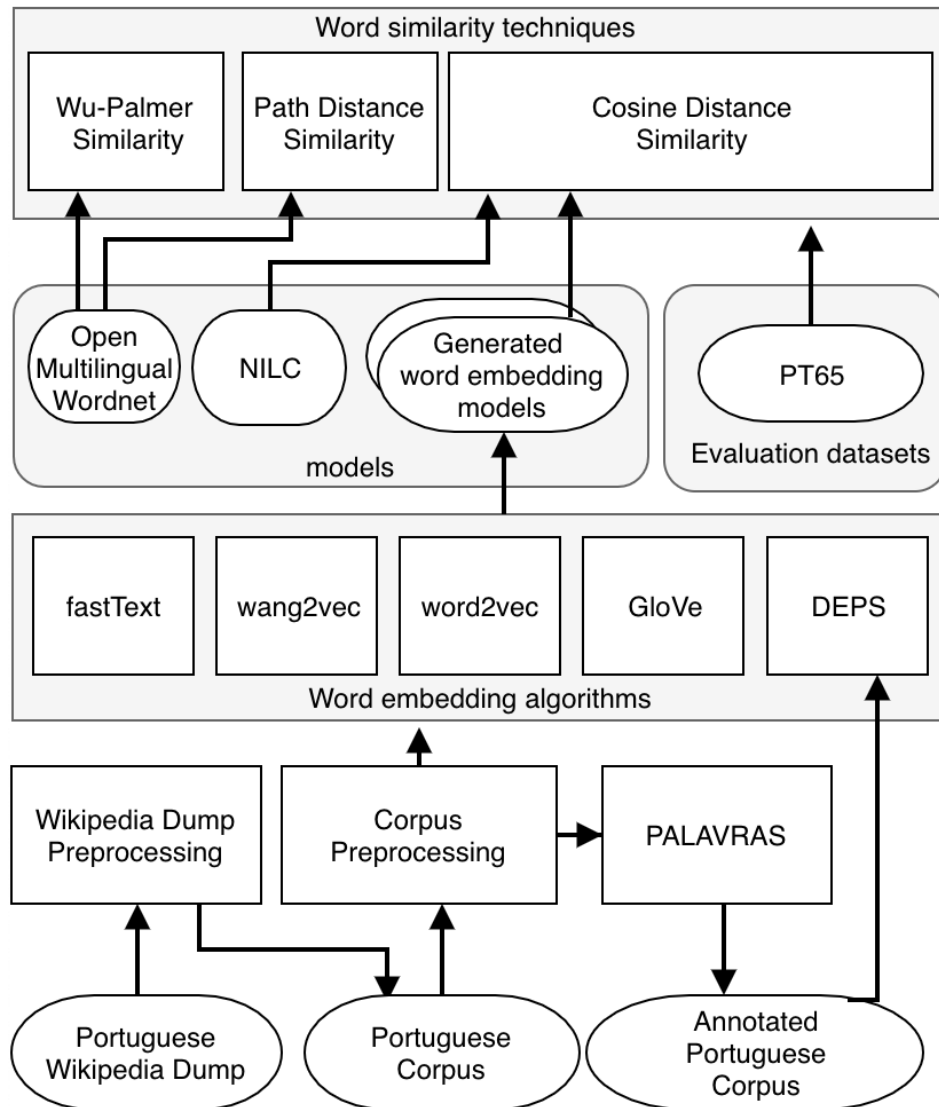 Word similarity techniques
Wu-Palmer
Similarity
Path Distance
Similarity
Cosine Distance
Similarity
Open
Multilingual
Wordnet
NILC
Generated
word embedding
models
models
PT65
Evaluation datasets
fastText
wang2vec
word2vec
GloVe
DEPS
Word embedding algorithms
Wikipedia Dump
Preprocessing
Corpus
Preprocessing
PALAVRAS
Portuguese
Wikipedia Dump
Portuguese
Corpus
Annotated
Portuguese
Corpus